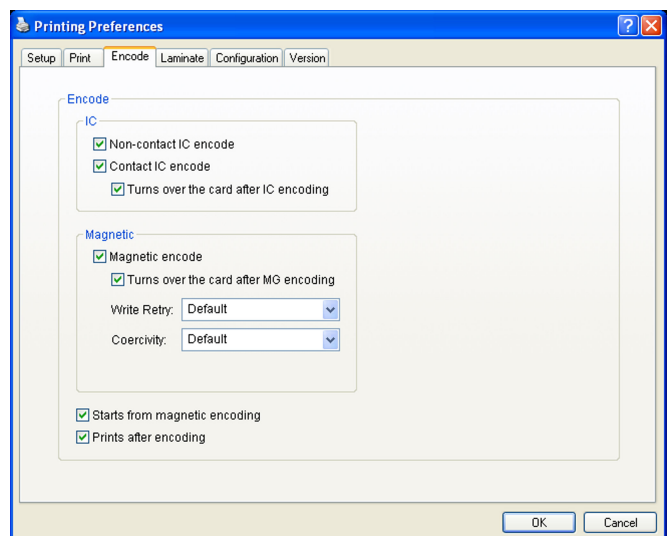 Printing Preferences
Setup Print Encode Laminate Configuration Version
Encode
IC
Non-contact IC encode
Contact IC encode
Turns over the card after IC encoding
Magnetic
Magnetic encode
Turns over the card after MG encoding
Write Retry: Default
Coercivity: Default
Starts from magnetic encoding
Prints after encoding
OK Cancel